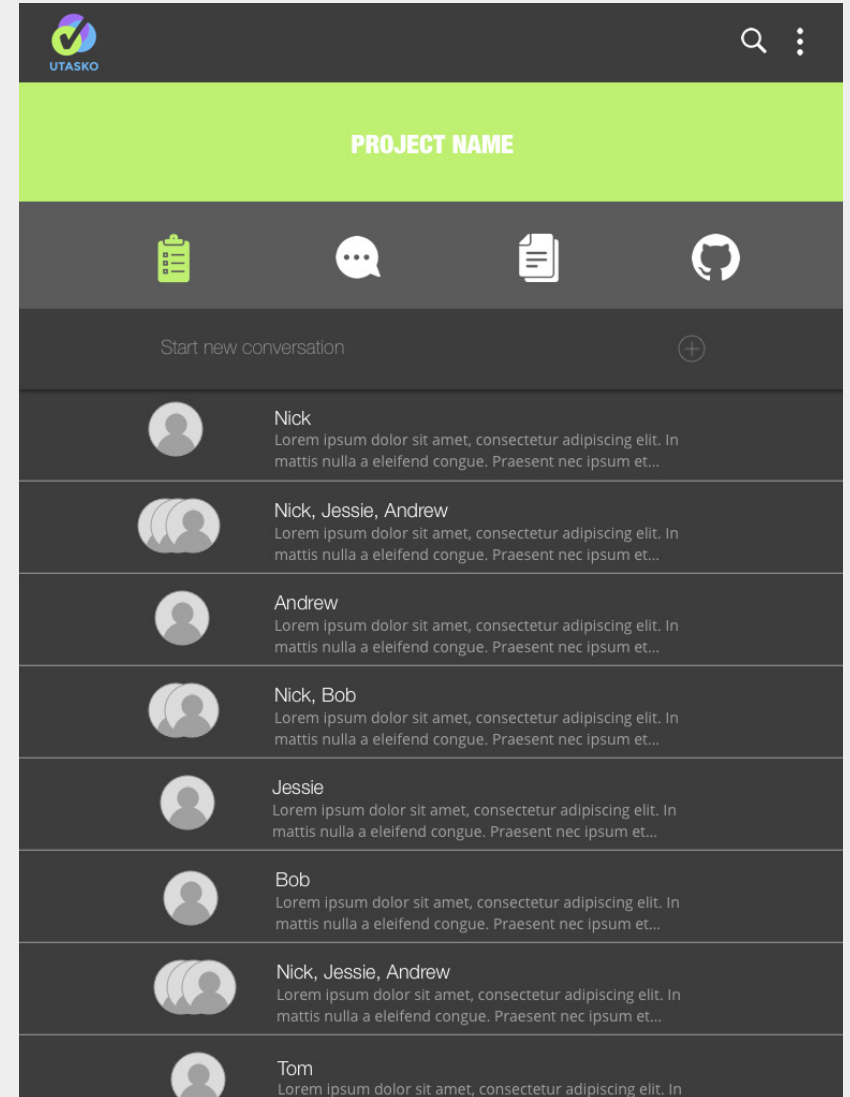 UTASKO
PROJECT NAME
Start new conversation
Nick
Lorem ipsum dolor sit amet, consectetur adipiscing elit. In
mattis nulla a eleifend congue. Praesent nec ipsum et...
Nick, Jessie, Andrew
Lorem ipsum dolor sit amet, consectetur adipiscing elit. In
mattis nulla a eleifend congue. Praesent nec ipsum et...
Andrew
Lorem ipsum dolor sit amet, consectetur adipiscing elit. In
mattis nulla a eleifend congue. Praesent nec ipsum et...
Nick, Bob
Lorem ipsum dolor sit amet, consectetur adipiscing elit. In
mattis nulla a eleifend congue. Praesent nec ipsum et...
Jessie
Lorem ipsum dolor sit amet, consectetur adipiscing elit. In
mattis nulla a eleifend congue. Praesent nec ipsum et...
Bob
Lorem ipsum dolor sit amet, consectetur adipiscing elit. In
mattis nulla a eleifend congue. Praesent nec ipsum et...
Nick, Jessie, Andrew
Lorem ipsum dolor sit amet, consectetur adipiscing elit. In
mattis nulla a eleifend congue. Praesent nec ipsum et...
Tom
Lorem ipsum dolor sit amet, consectetur adipiscing elit. In